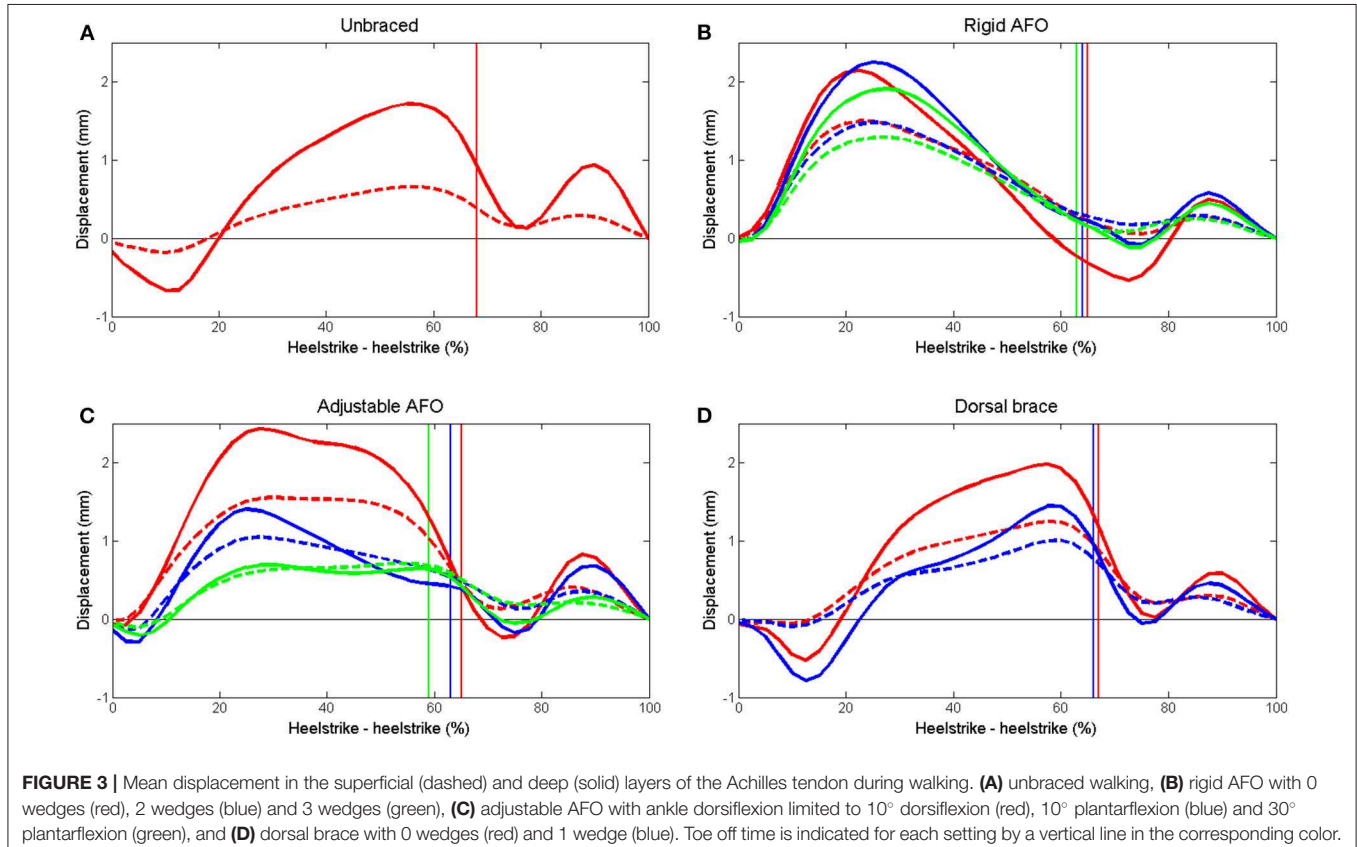 A
Unbraced
Displacement (mm)
2
1
0
-1
0 20 40 60 80 100
Heelstrike - heelstrike (%)
B
Rigid AFO
Displacement (mm)
2
1
0
-1
0 20 40 60 80 100
Heelstrike - heelstrike (%)
C
Adjustable AFO
Displacement (mm)
2
1
0
-1
0 20 40 60 80 100
Heelstrike - heelstrike (%)
D
Dorsal brace
Displacement (mm)
2
1
0
-1
0 20 40 60 80 100
Heelstrike - heelstrike (%)
FIGURE 3 | Mean displacement in the superficial (dashed) and deep (solid) layers of the Achilles tendon during walking. (A) unbraced walking, (B) rigid AFO with 0
wedges (red), 2 wedges (blue) and 3 wedges (green), (C) adjustable AFO with ankle dorsiflexion limited to 10° dorsiflexion (red), 10° plantarflexion (blue) and 30°
plantarflexion (green), and (D) dorsal brace with 0 wedges (red) and 1 wedge (blue). Toe off time is indicated for each setting by a vertical line in the corresponding color.